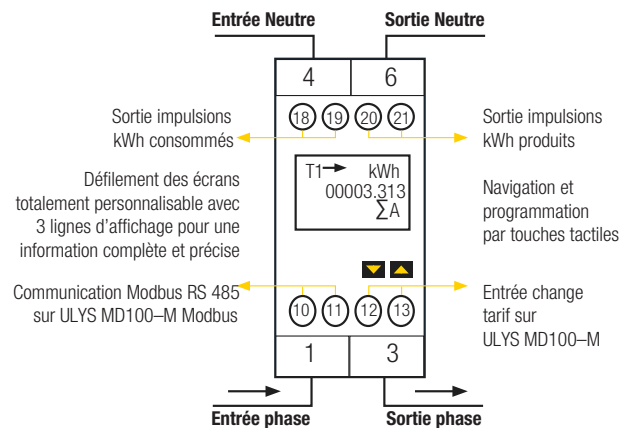 Entrée Neutre
Sortie Neutre
4
6
Sortie impulsions
kWh consommés
18
19
20
21
Sortie impulsions
kWh produits
Défilement des écrans
totalement personnalisable avec
3 lignes d'affichage pour une
information complète et précise
T1 kWh
00003.313
∑A
Navigation et
programmation
par touches tactiles
Communication Modbus RS 485
sur ULYS MD100–M Modbus
10
11
12
13
Entrée change
tarif sur
ULYS MD100–M
1
3
Entrée phase
Sortie phase